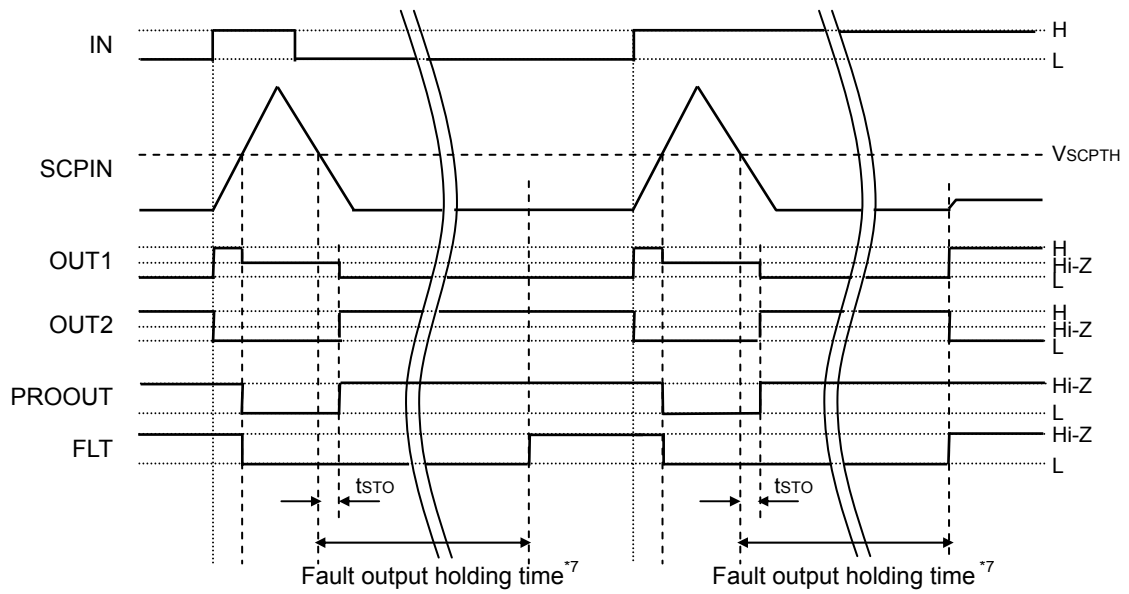 IN
H
L
SCPIN
VSCPTH
OUT1
H
Hi-Z
L
OUT2
H
Hi-Z
L
PROOUT
Hi-Z
L
FLT
Hi-Z
L
tSTO
tSTO
Fault output holding time*7
Fault output holding time*7